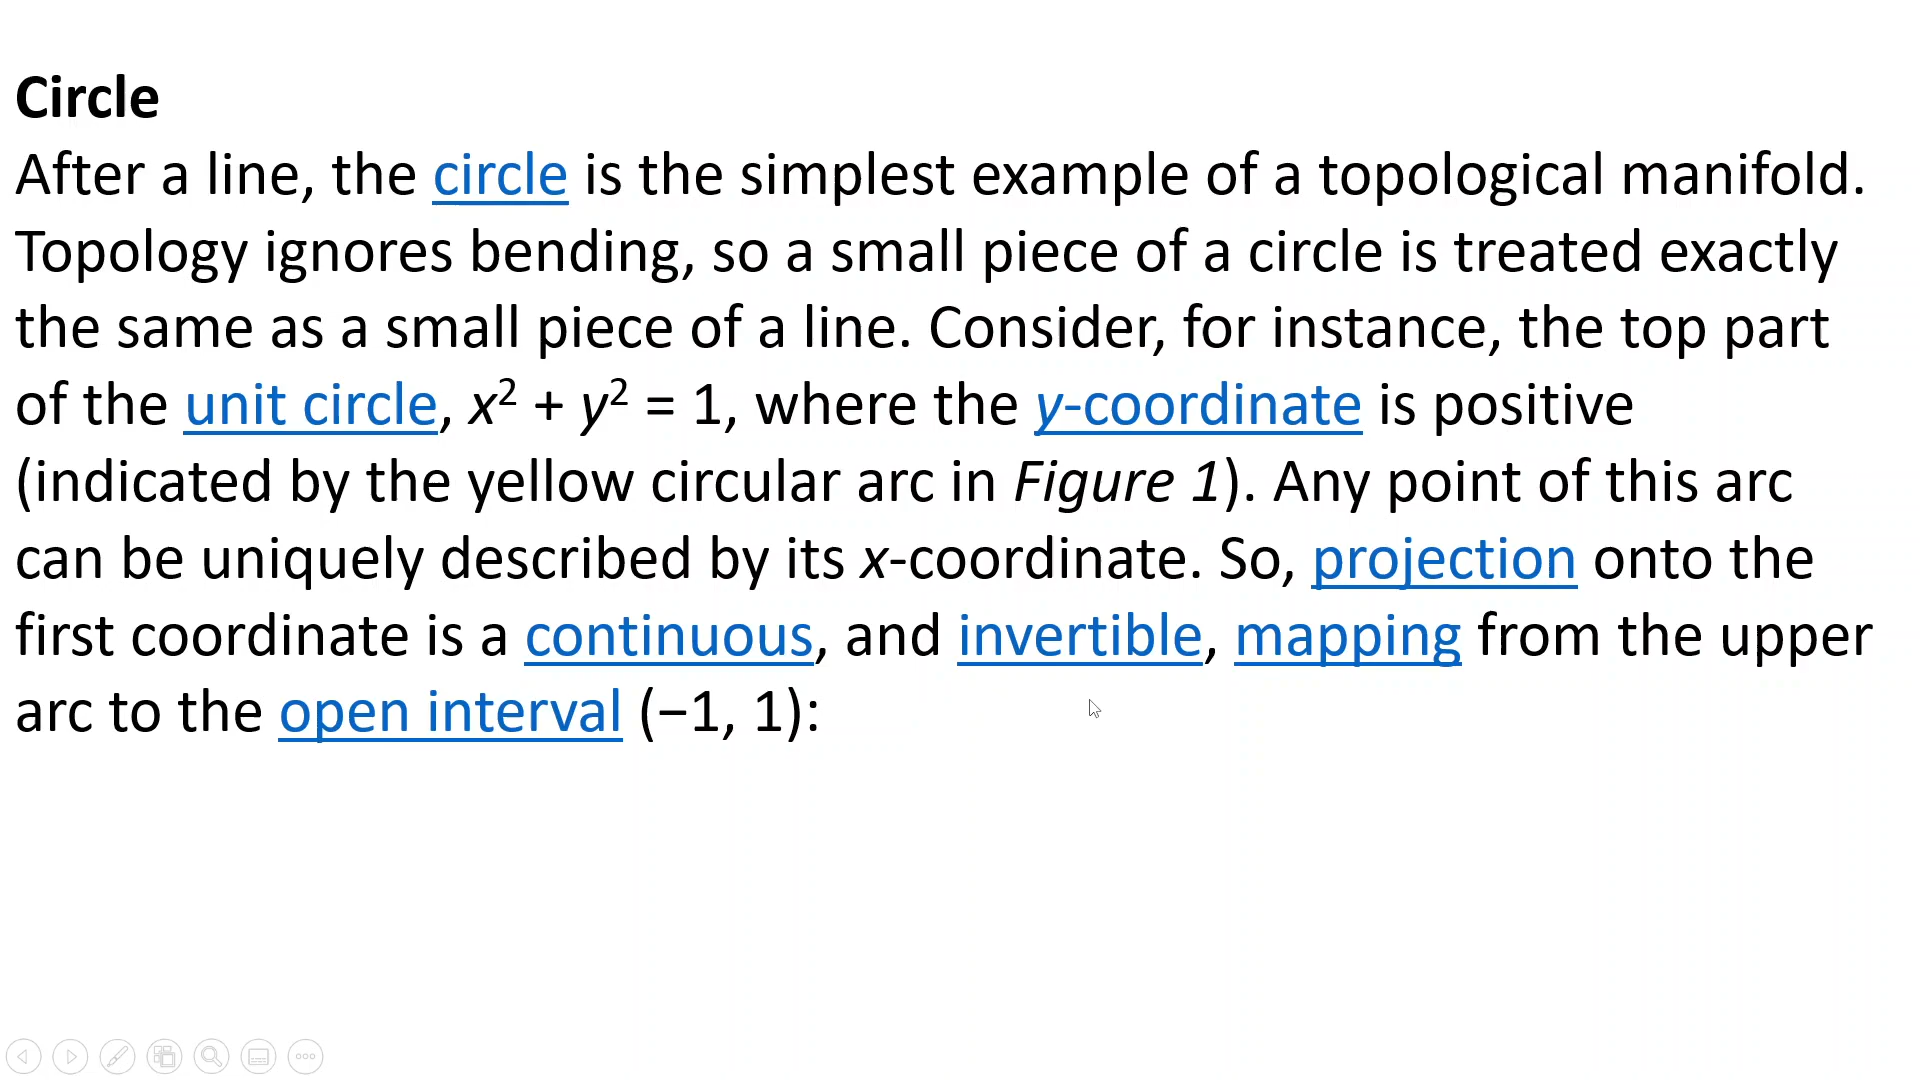 Circle
After a line, the circle is the simplest example of a topological manifold.
Topology ignores bending, so a small piece of a circle is treated exactly
the same as a small piece of a line. Consider, for instance, the top part
of the unit circle, x² + y² = 1, where the y-coordinate is positive
(indicated by the yellow circular arc in Figure 1). Any point of this arc
can be uniquely described by its x-coordinate. So, projection onto the
first coordinate is a continuous, and invertible, mapping from the upper
arc to the open interval (−1, 1):